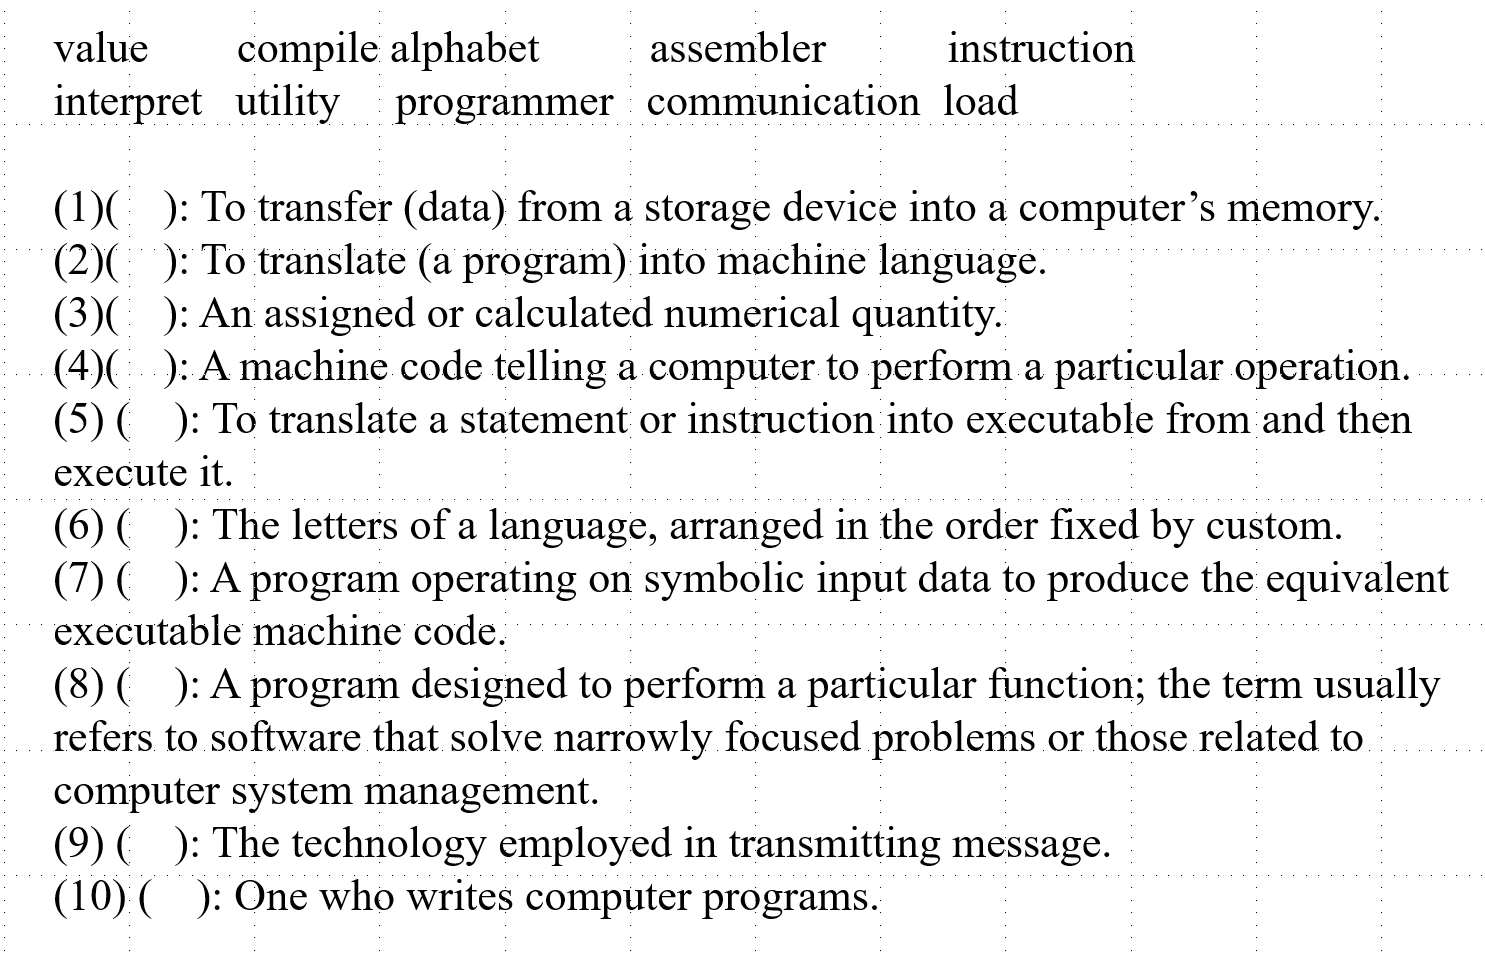 value compile alphabet assembler instruction
interpret utility programmer communication load
(1)( ): To transfer (data) from a storage device into a computer’s memory.
(2)( ): To translate (a program) into machine language.
(3)( ): An assigned or calculated numerical quantity.
(4)( ): A machine code telling a computer to perform a particular operation.
(5) ( ): To translate a statement or instruction into executable from and then
execute it.
(6) ( ): The letters of a language, arranged in the order fixed by custom.
(7) ( ): A program operating on symbolic input data to produce the equivalent
executable machine code.
(8) ( ): A program designed to perform a particular function; the term usually
refers to software that solve narrowly focused problems or those related to
computer system management.
(9) ( ): The technology employed in transmitting message.
(10) ( ): One who writes computer programs.